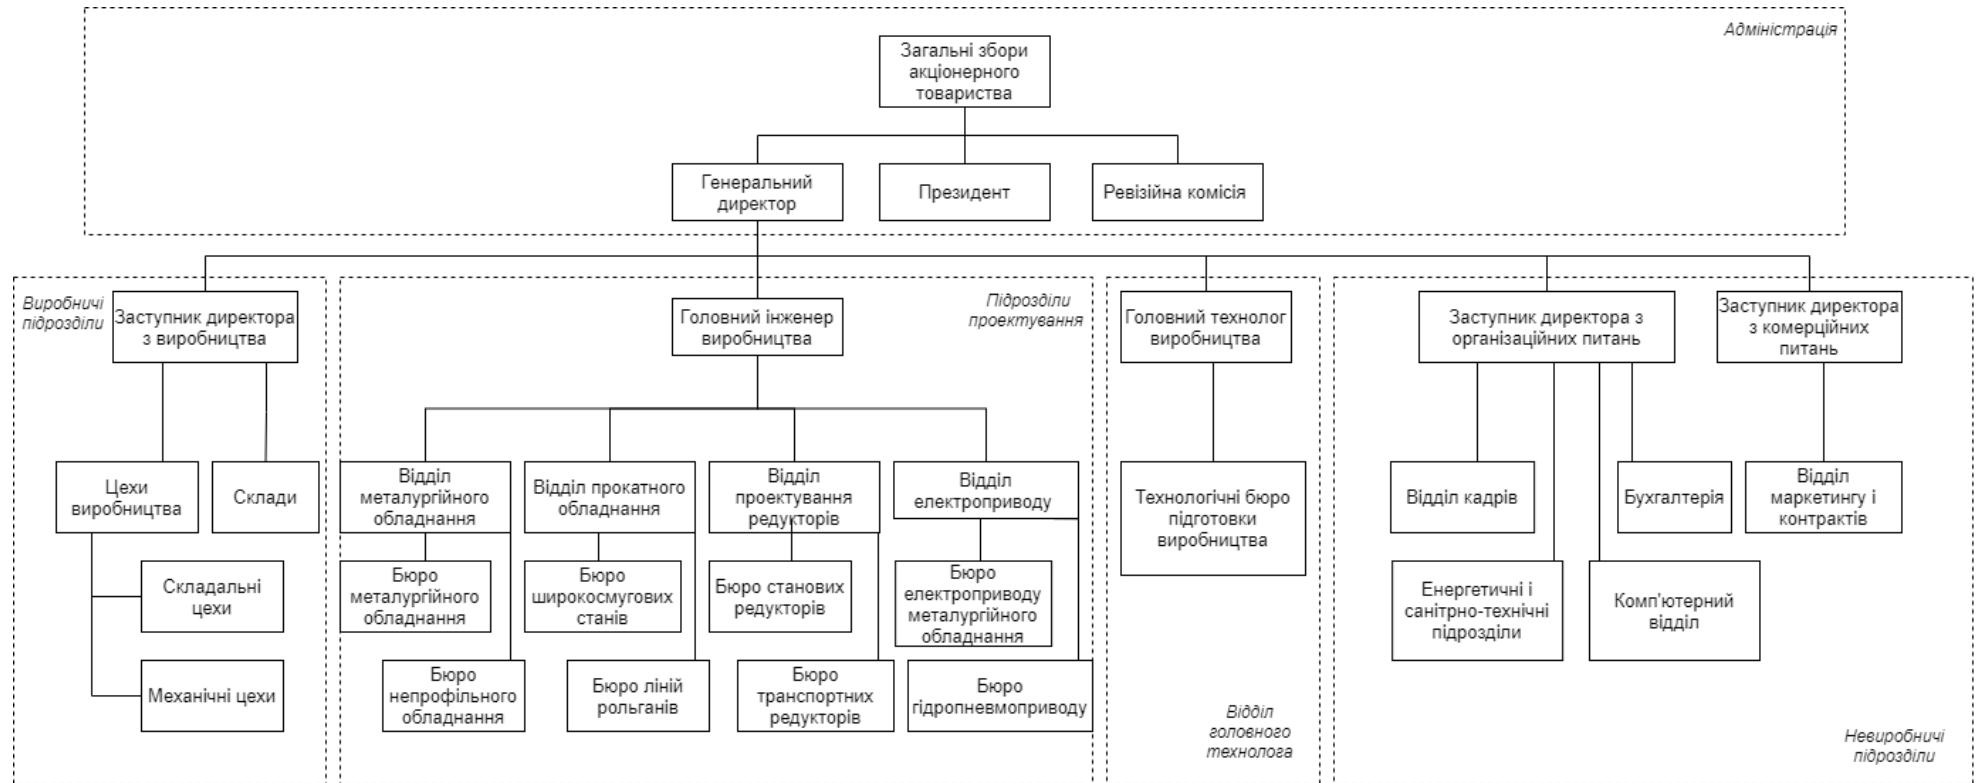 Адміністрація
Загальні збори
акціонерного
товариства
Генеральний
директор
Президент
Ревізійна комісія
Виробничі
підрозділи
Заступник директора
з виробництва
Цехи
виробництва
Склади
Складальні
цехи
Механічні цехи
Підрозділи
проектування
Головний інженер
виробництва
Відділ
металургійного
обладнання
Відділ прокатного
обладнання
Відділ
проектування
редукторів
Відділ
електроприводу
Бюро
металургійного
обладнання
Бюро
широкосмугових
станів
Бюро станових
редукторів
Бюро
електроприводу
металургійного
обладнання
Бюро
непрофільного
обладнання
Бюро ліній
рольганів
Бюро
транспортних
редукторів
Бюро
гідропневмоприводу
Головний технолог
виробництва
Технологічні бюро
підготовки
виробництва
Відділ
головного
технолога
Заступник директора з
організаційних питань
Заступник директора
з комерційних
питань
Відділ кадрів
Бухгалтерія
Відділ
маркетингу і
контрактів
Енергетичні і
санітрно-технічні
підрозділи
Комп'ютерний
відділ
Невиробничі
підрозділи